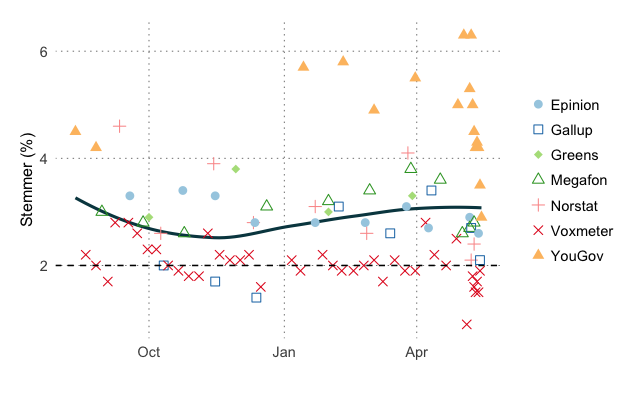 6
4
2
Stemmer (%)
Oct
Jan
Apr
Epinion
Gallup
Greens
Megafon
Norstat
Voxmeter
YouGov